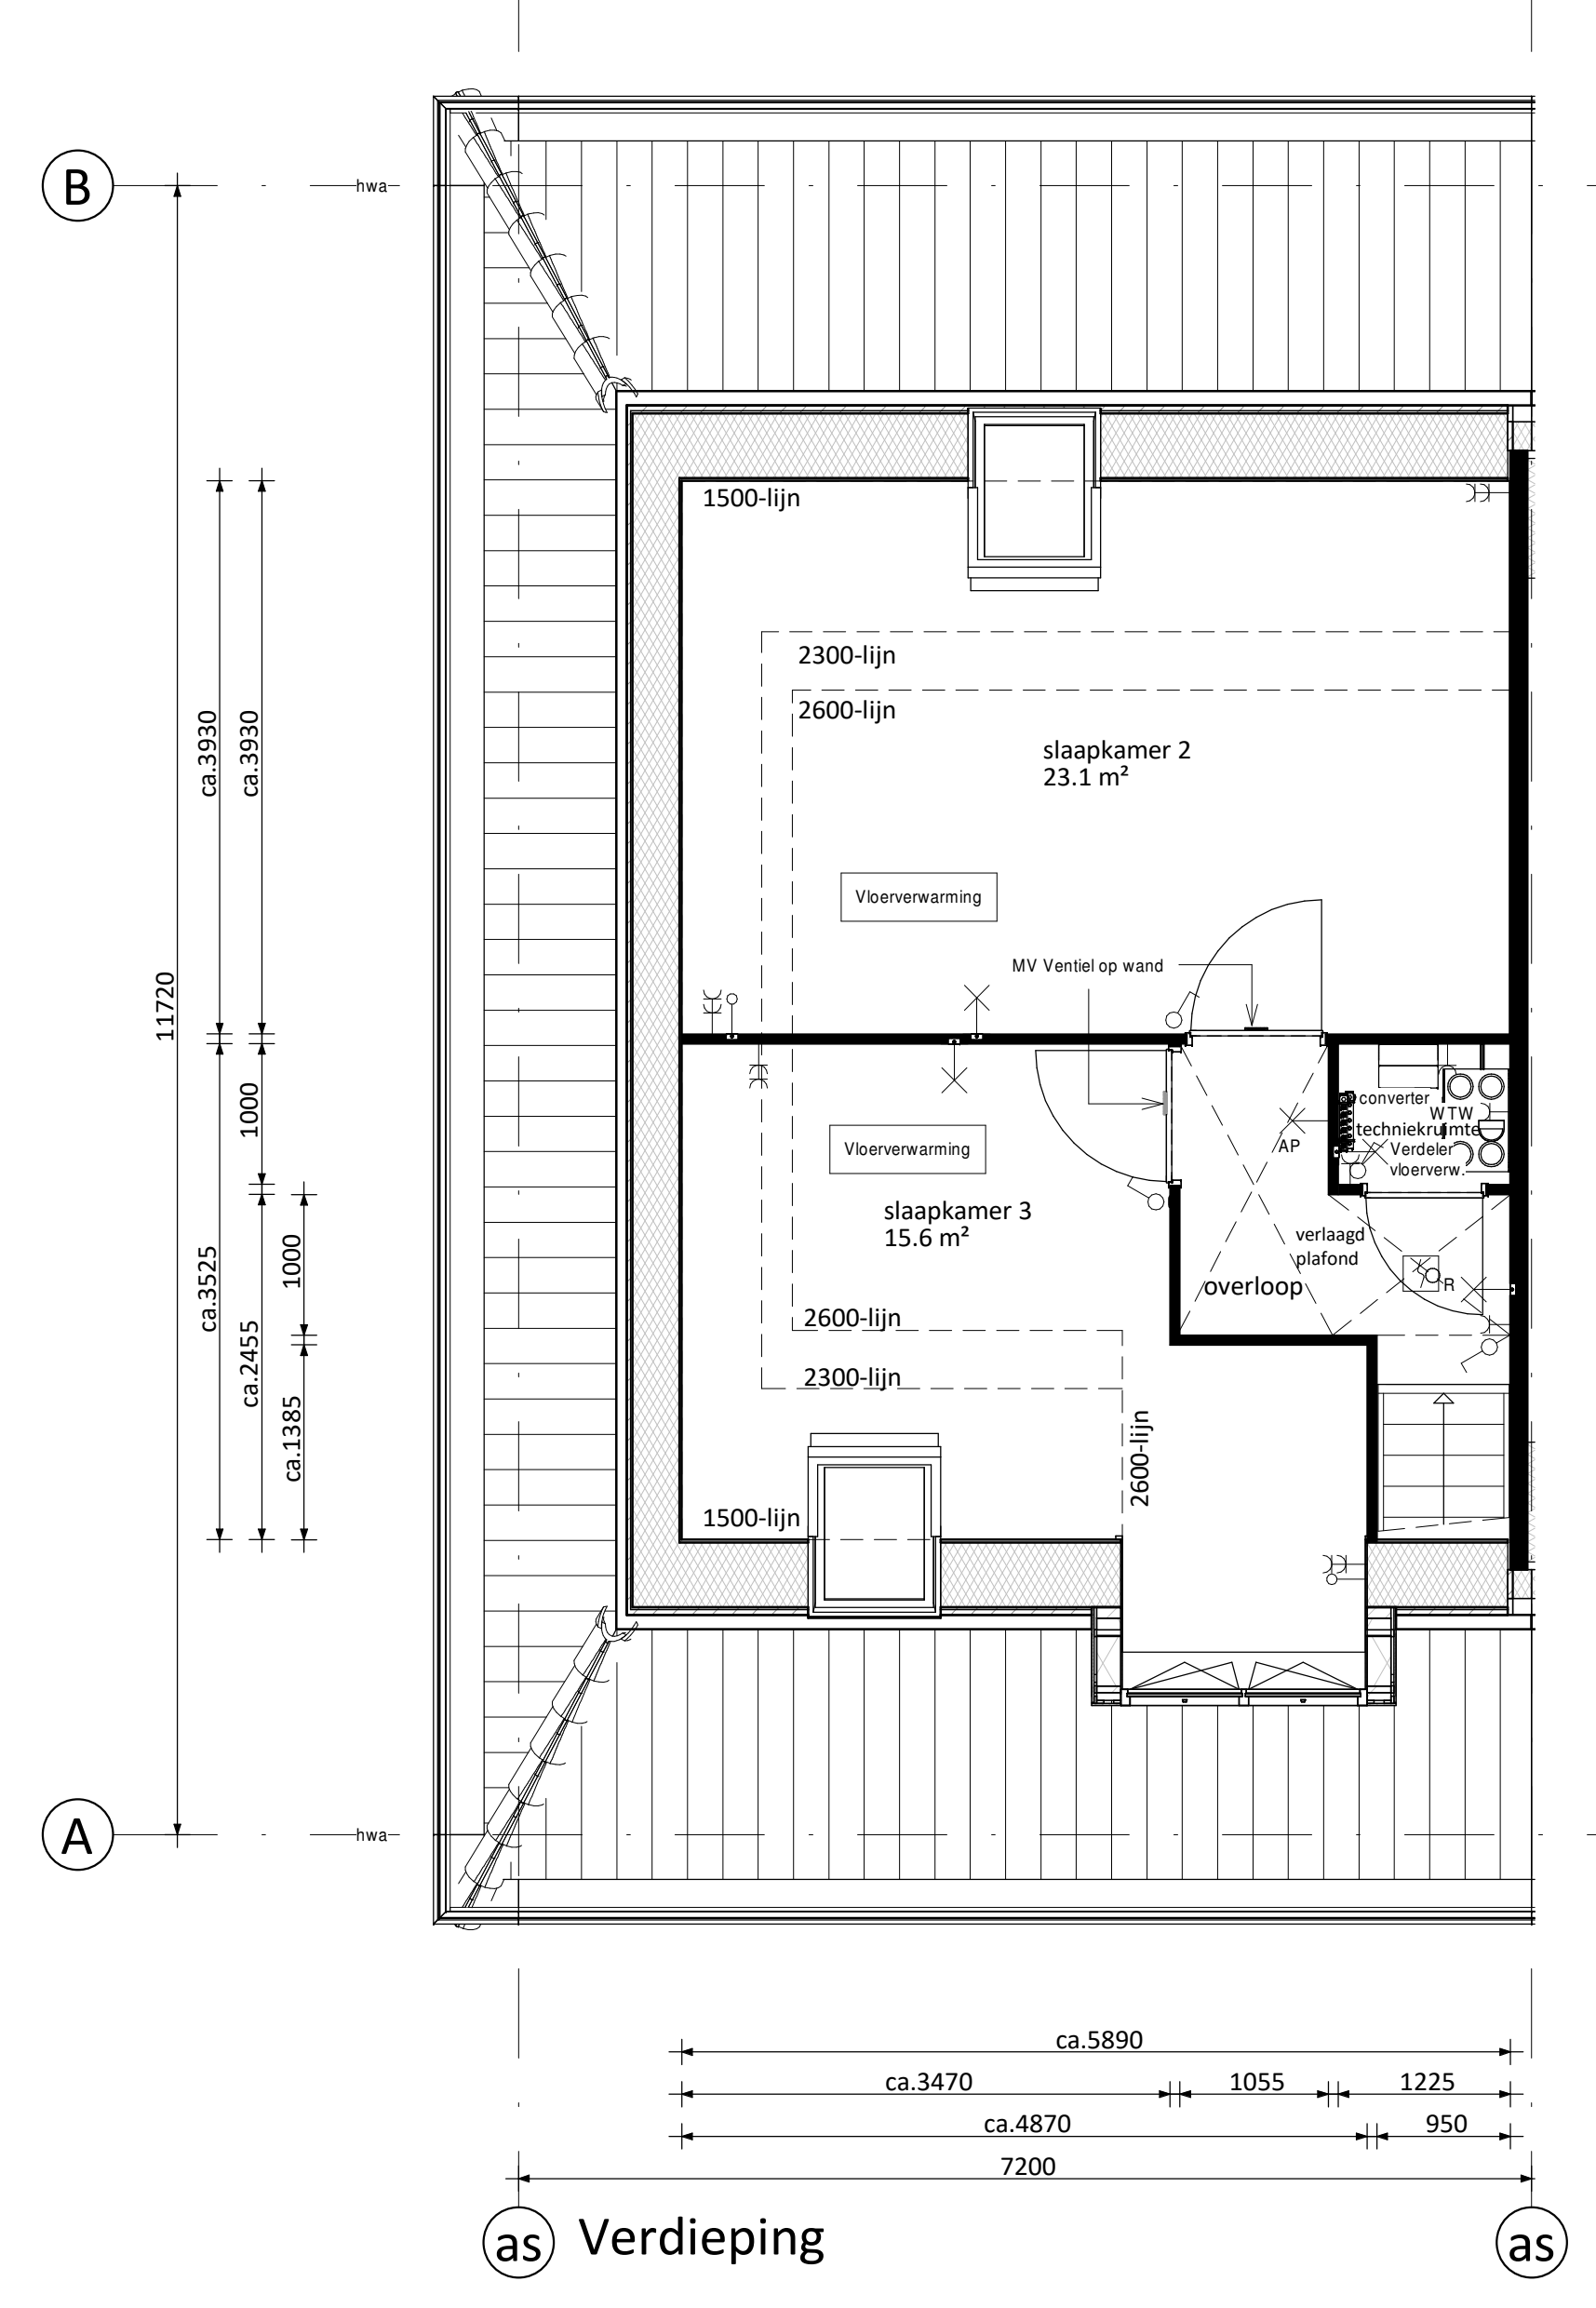 B
hwa
1500-lijn
2300-lijn
2600-lijn
slaapkamer 2
23.1 m²
ca.3930
ca.3930
Vloerverwarming
MV Ventiel op wand
11720
1000
converter
WTW
techniekruimte
Verdeler
vloerverw.
AP
Vloerverwarming
slaapkamer 3
15.6 m²
verlaagd
plafond
overloop
R
ca.3525
1000
ca.2455
ca.1385
2600-lijn
2300-lijn
2600-lijn
1500-lijn
A
hwa
ca.5890
ca.3470
1055
1225
ca.4870
950
7200
as
Verdieping
as